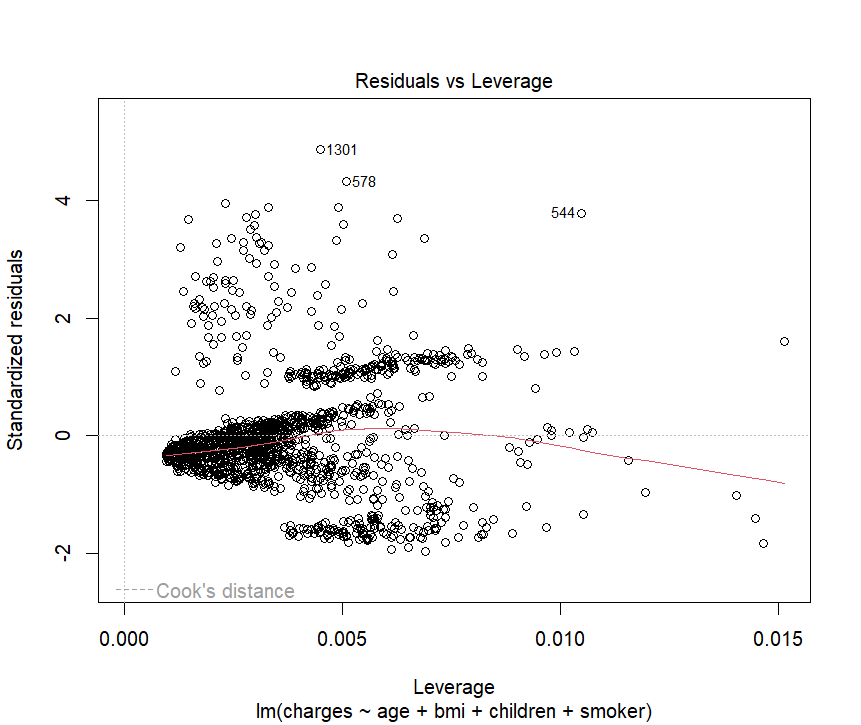 Residuals vs Leverage
1301
578
544
4
2
0
-2
Standardized residuals
Cook's distance
0.000 0.005 0.010 0.015
Leverage
lm(charges ~ age + bmi + children + smoker)